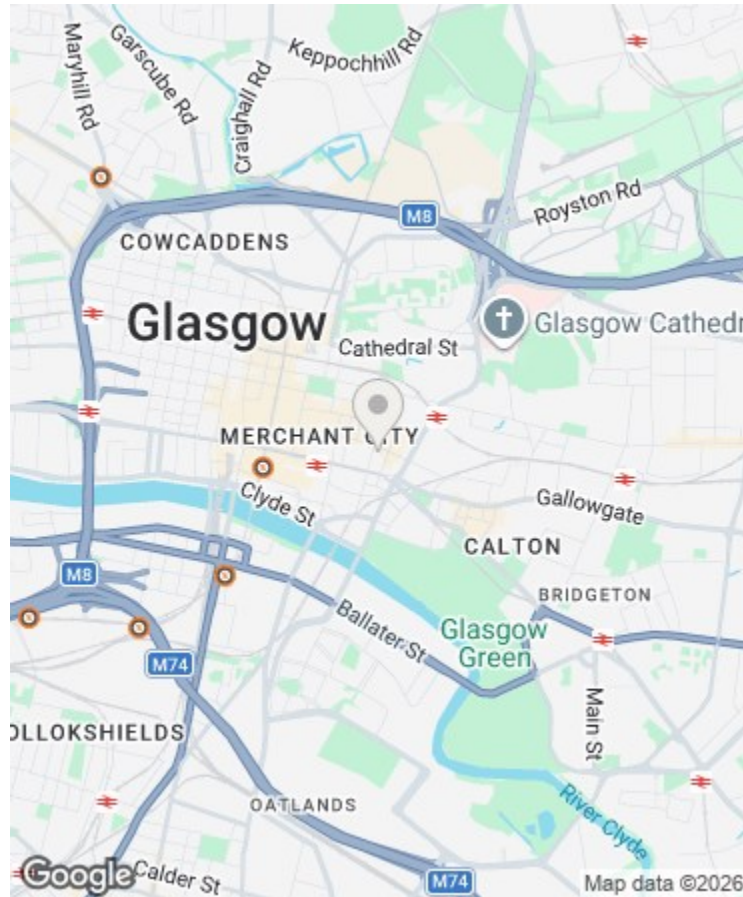 Maryhill Rd
Garscube Rd
Keppochhill Rd
Craighall Rd
M8
Royston Rd
COWCADDENS
Glasgow
Glasgow Cathedr
Cathedral St
MERCHANT CITY
Clyde St
Gallowgate
CALTON
M8
BRIDGETON
Ballater St
Glasgow
Green
M74
Main St
OLLOKSHIELDS
OATLANDS
River Clyde
Google
Calder St
M74
Map data ©2026